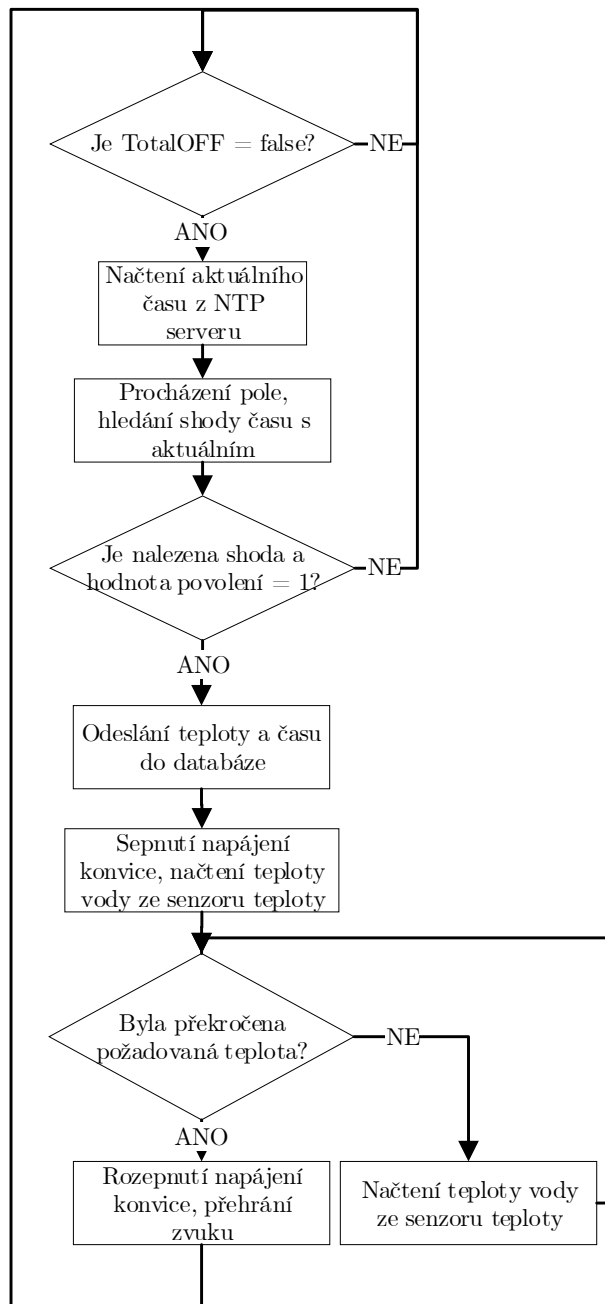 Je TotalOFF = false?
NE
ANO
Načtení aktuálního
času z NTP
serveru
Procházení pole,
hledání shody času s
aktuálním
Je nalezena shoda a
hodnota povolení = 1?
NE
ANO
Odeslání teploty a času
do databáze
Sepnutí napájení
konvice, načtení teploty
vody ze senzoru teploty
Byla překročena
požadovaná teplota?
NE
ANO
Rozepnutí napájení
konvice, přehrání
zvuku
Načtení teploty vody
ze senzoru teploty